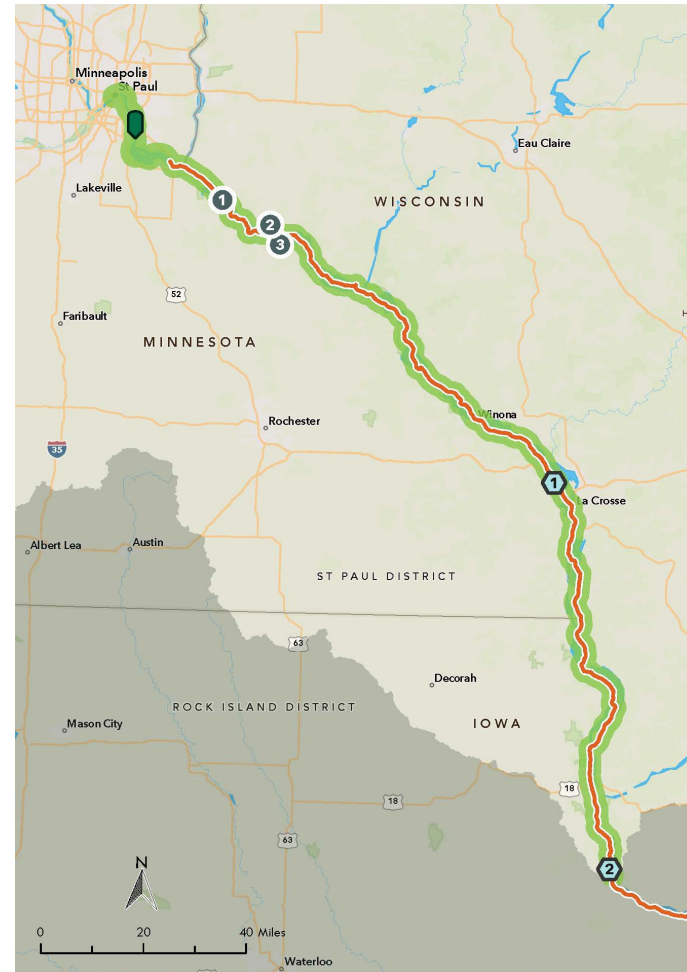 Minneapolis
St Paul
Eau Claire
Lakeville
1
WISCONSIN
2
3
52
Faribault
MINNESOTA
Winona
Rochester
35
1
La Crosse
Austin
Albert Lea
ST PAUL DISTRICT
63
Decorah
ROCK ISLAND DISTRICT
IOWA
Mason City
18
18
63
N
2
0 20 40 Miles
Waterloo